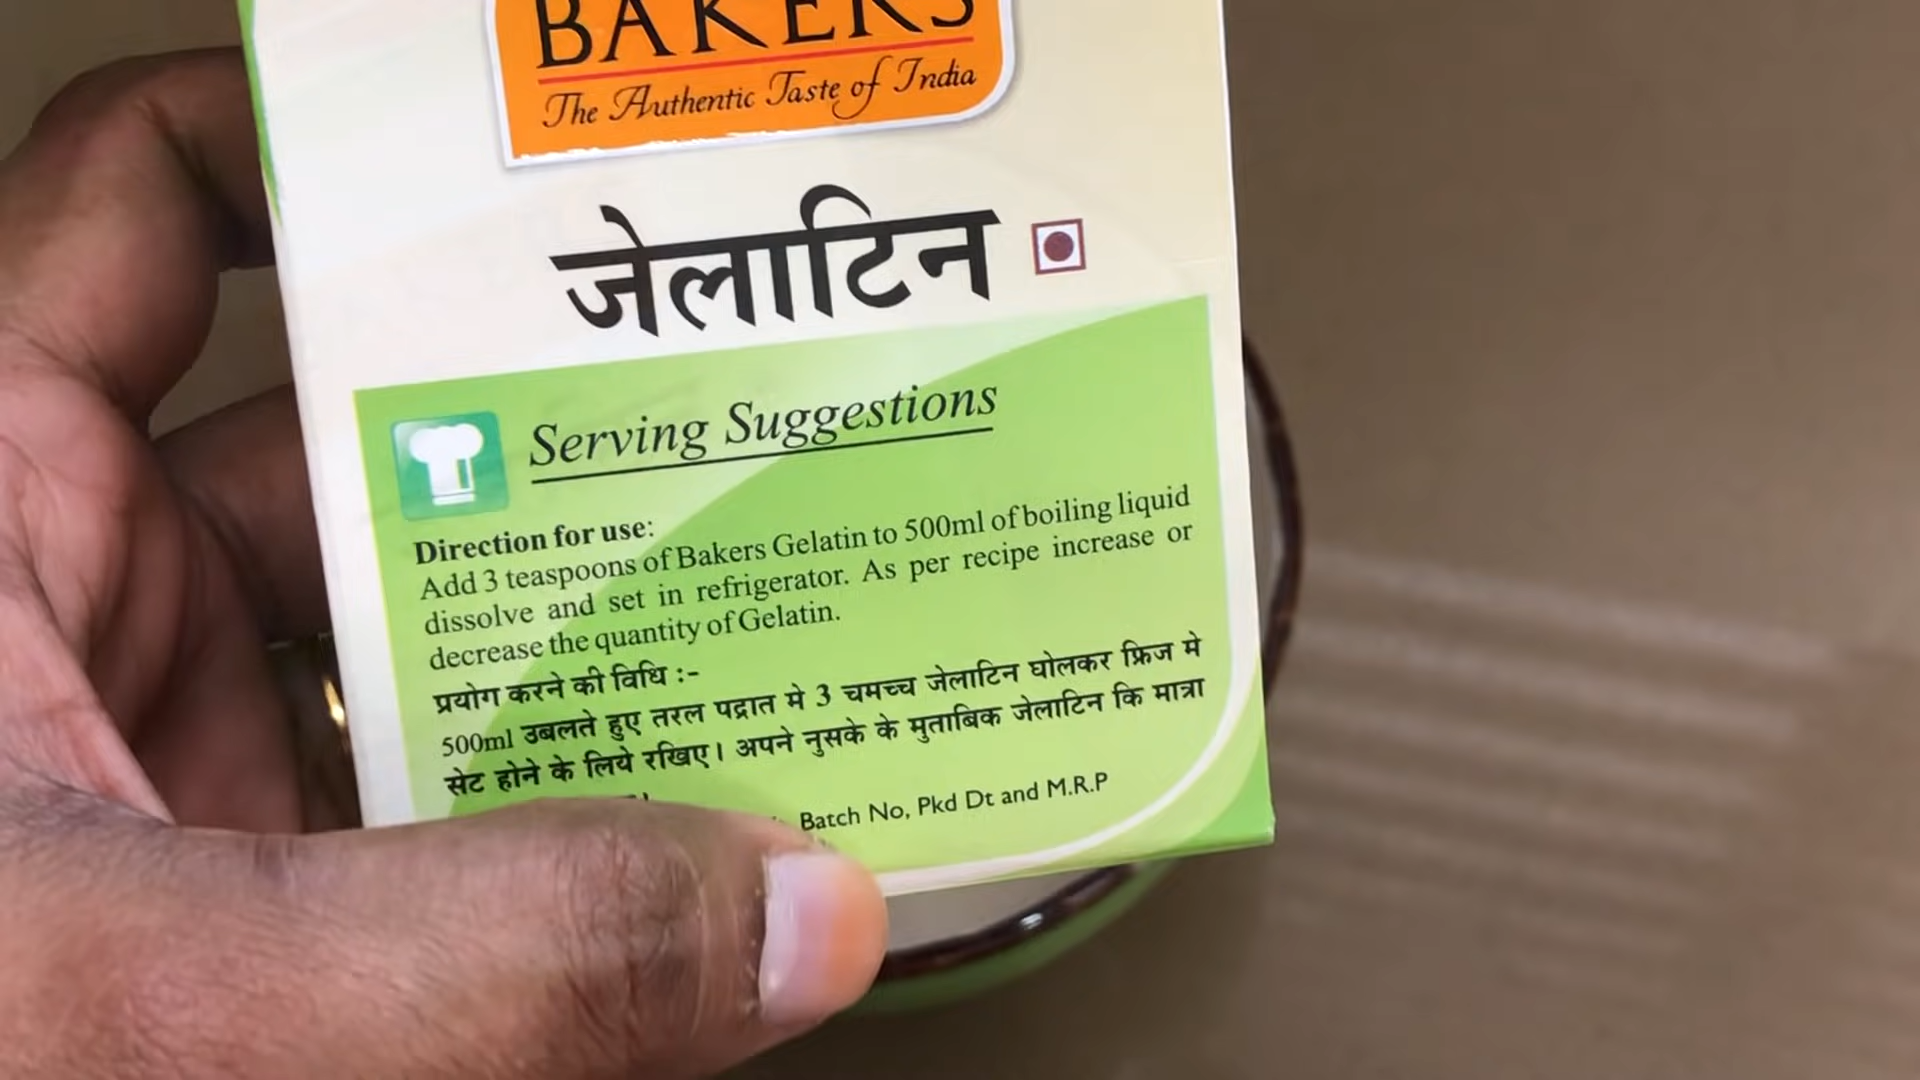 BAKERS
The Authentic Taste of India
जेलाटिन
Serving Suggestions
Direction for use:
Add 3 teaspoons of Bakers Gelatin to 500ml of boiling liquid
dissolve and set in refrigerator. As per recipe increase or
decrease the quantity of Gelatin.
प्रयोग करने की विधि :-
500ml उबलते हुए तरल पद्रात मे 3 चमच्च जेलाटिन घोलकर फ्रिज मे
सेट होने के लिये रखिए। अपने नुसके के मुताबिक जेलाटिन कि मात्रा
Batch No, Pkd Dt and M.R.P